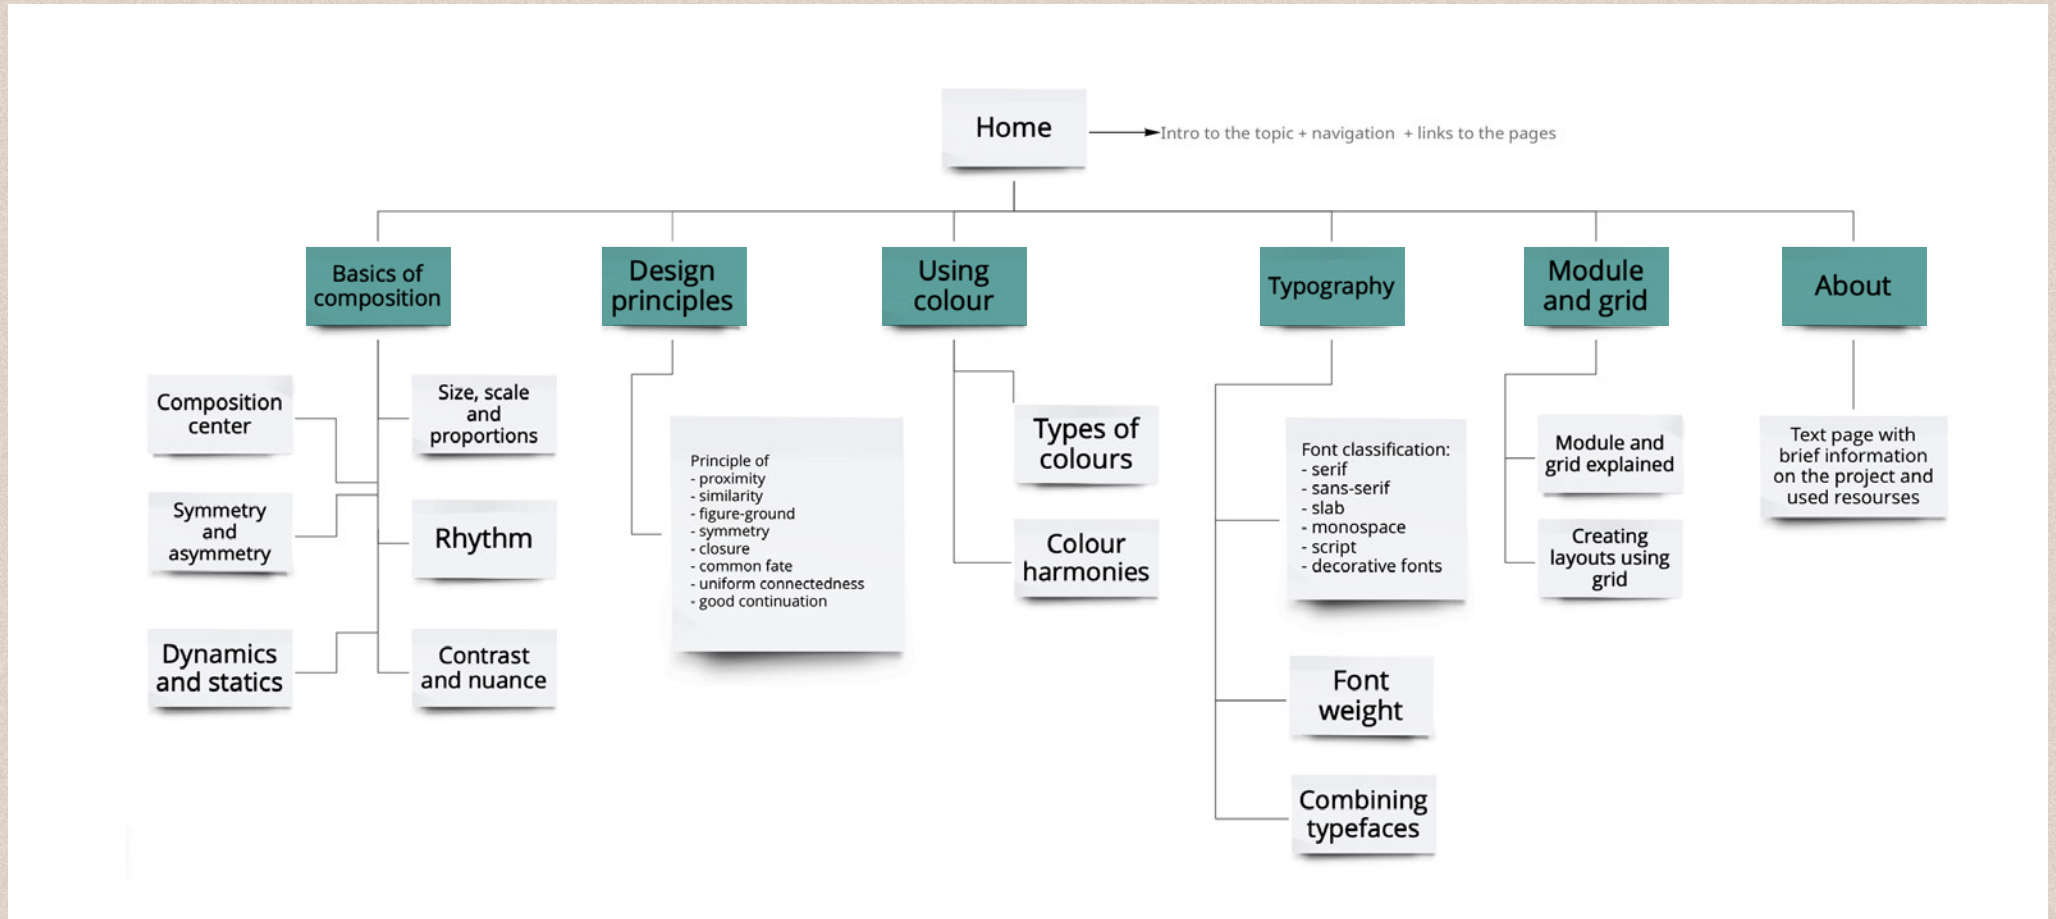 Home
Intro to the topic + navigation + links to the pages
Basics of
composition
Design
principles
Using
colour
Typography
Module
and grid
About
Composition
center
Size, scale
and
proportions
Symmetry
and
asymmetry
Rhythm
Dynamics
and statics
Contrast
and nuance
Principle of
- proximity
- similarity
- figure-ground
- symmetry
- closure
- common fate
- uniform connectedness
- good continuation
Types of
colours
Colour
harmonies
Font classification:
- serif
- sans-serif
- slab
- monospace
- script
- decorative fonts
Font
weight
Combining
typefaces
Module and
grid explained
Creating
layouts using
grid
Text page with
brief information
on the project and
used resourses